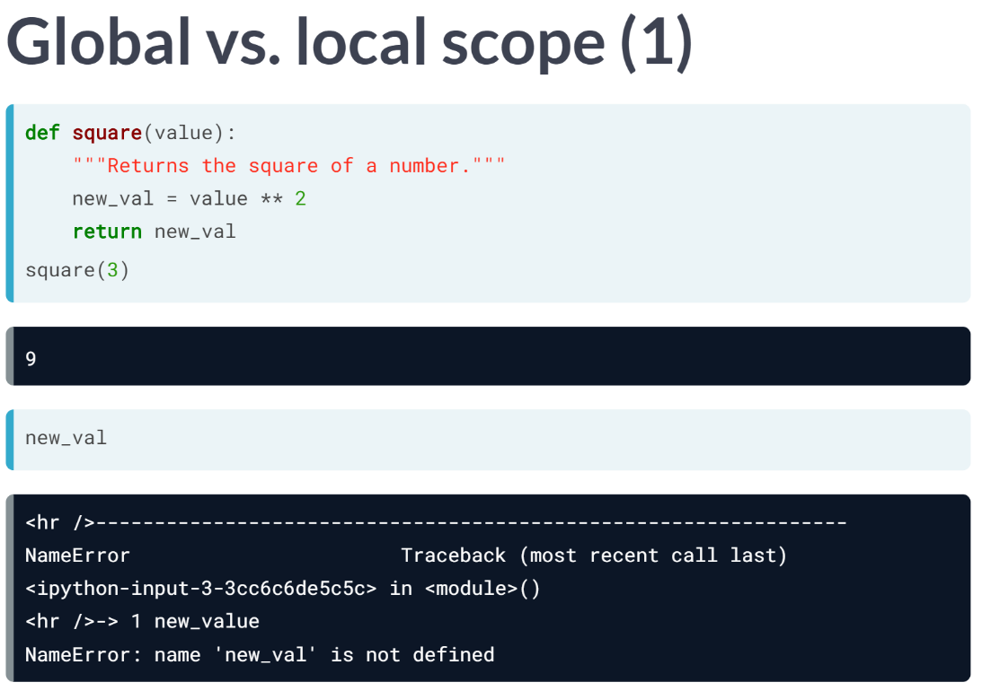 Global vs. local scope (1)
def square(value):
    """Returns the square of a number."""
    new_val = value ** 2
    return new_val
square(3)
9
new_val
<hr />----------------------------------------------------------------
NameError                       Traceback (most recent call last)
<ipython-input-3-3cc6c6de5c5c> in <module>()
<hr />-> 1 new_value
NameError: name 'new_val' is not defined